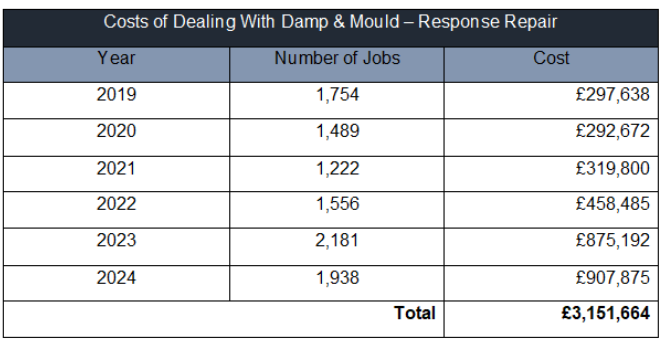 Costs of Dealing With Damp & Mould – Response Repair
Year Number of Jobs Cost
2019 1,754 £297,638
2020 1,489 £292,672
2021 1,222 £319,800
2022 1,556 £458,485
2023 2,181 £875,192
2024 1,938 £907,875
Total £3,151,664